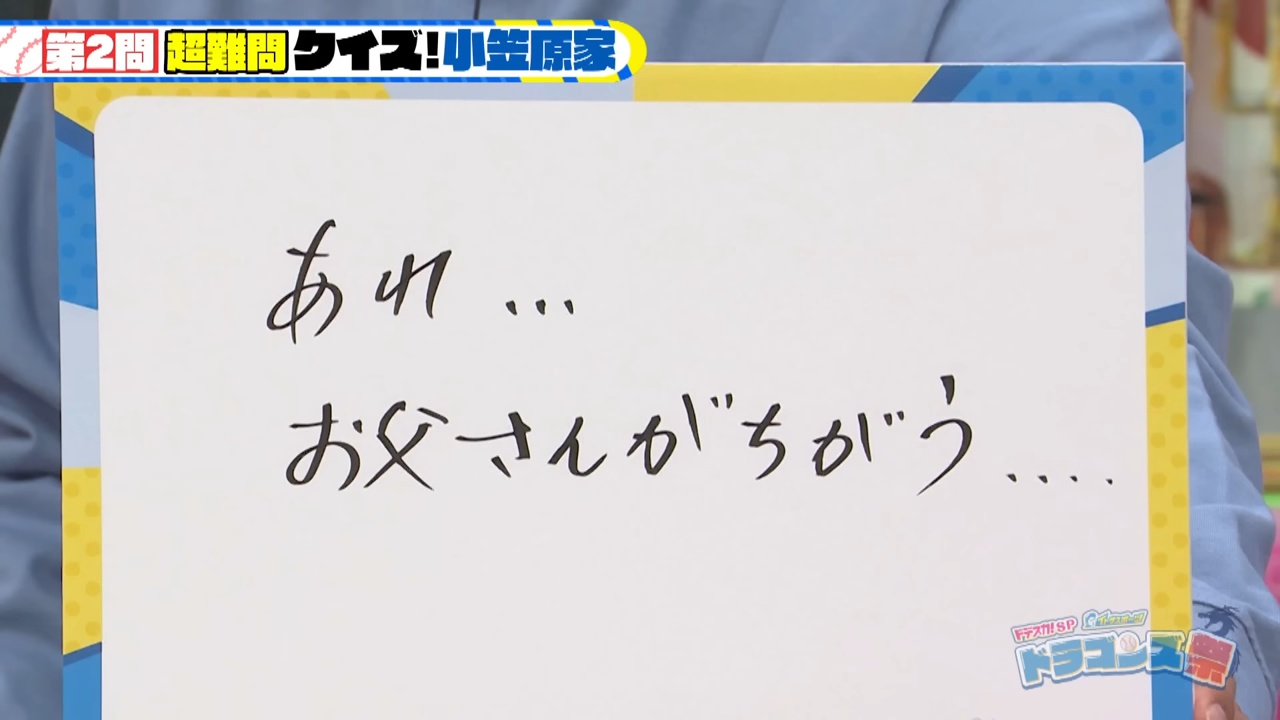 第2問 超難問 クイズ!小笠原家
あれ...
お父さんがちがう....
ドデスカ!SP
ドラゴンズ祭